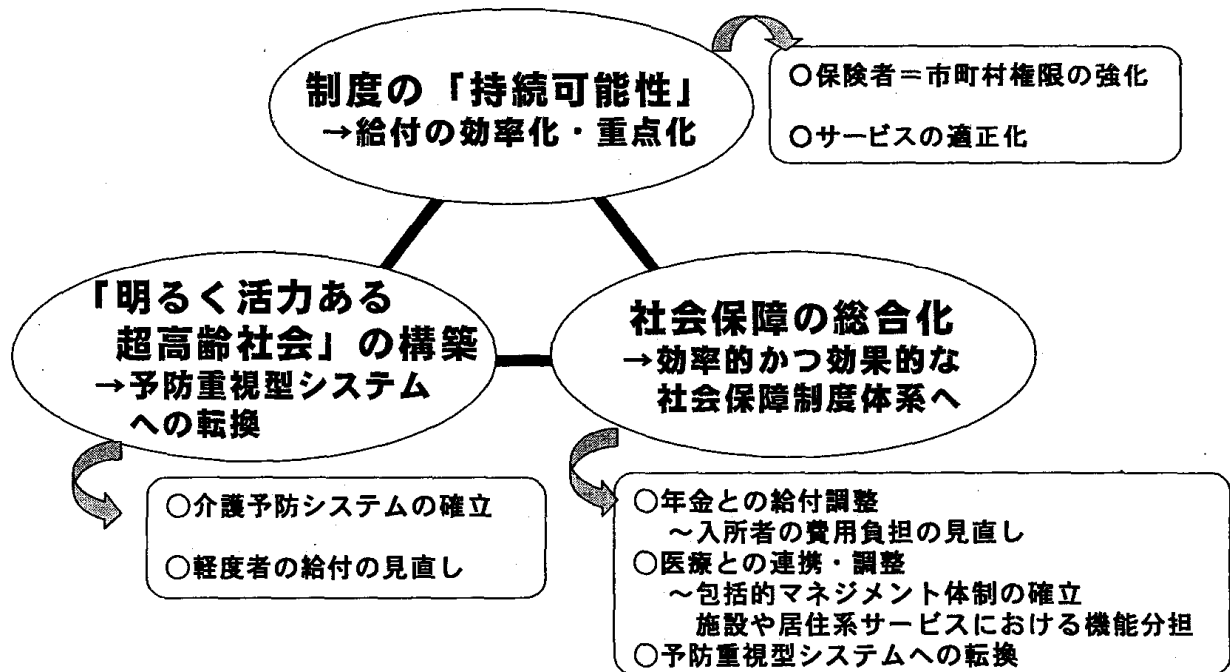 制度の「持続可能性」
→給付の効率化・重点化
○保険者＝市町村権限の強化
○サービスの適正化
「明るく活力ある
超高齢社会」の構築
→予防重視型システム
への転換
社会保障の総合化
→効率的かつ効果的な
社会保障制度体系へ
○介護予防システムの確立
○軽度者の給付の見直し
○年金との給付調整
～入所者の費用負担の見直し
○医療との連携・調整
～包括的マネジメント体制の確立
施設や居住系サービスにおける機能分担
○予防重視型システムへの転換